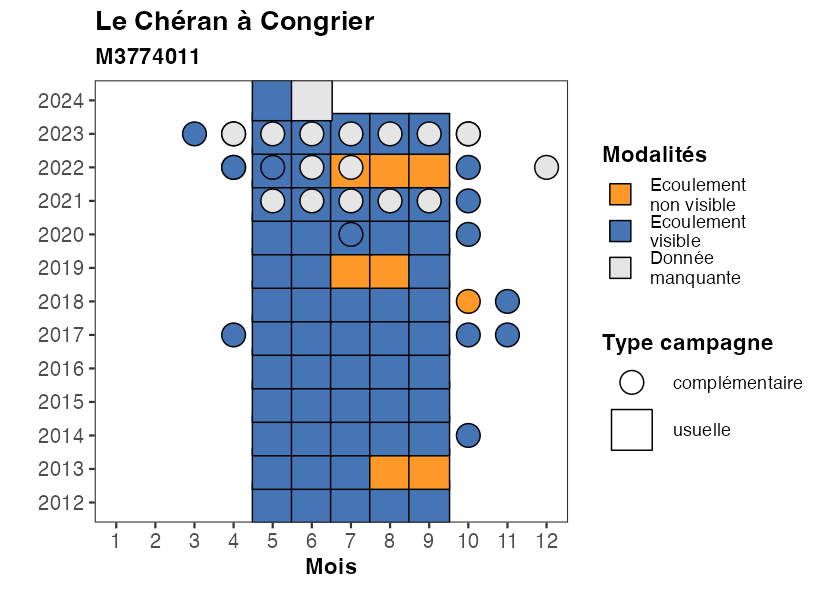 Le Chéran à Congrier
M3774011
2024
2023
2022
2021
2020
2019
2018
2017
2016
2015
2014
2013
2012
1 2 3 4 5 6 7 8 9 10 11 12
Mois
Modalités
Ecoulement
non visible
Ecoulement
visible
Donnée
manquante
Type campagne
complémentaire
usuelle